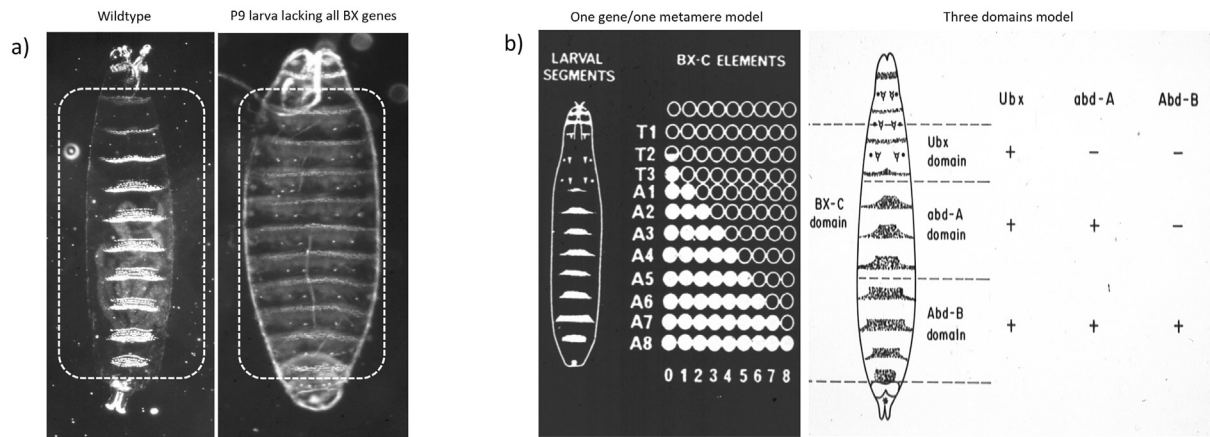 Wildtype
P9 larva lacking all BX genes
a)
b)
One gene/one metamere model
Three domains model
LARVAL
SEGMENTS
BX-C ELEMENTS
T1
T2
T3
A1
A2
A3
A4
A5
A6
A7
A8
0 1 2 3 4 5 6 7 8
Ubx abd-A Abd-B
BX-C
domain
Ubx
domain
+ − −
abd-A
domain
+ + −
Abd-B
domain
+ + +